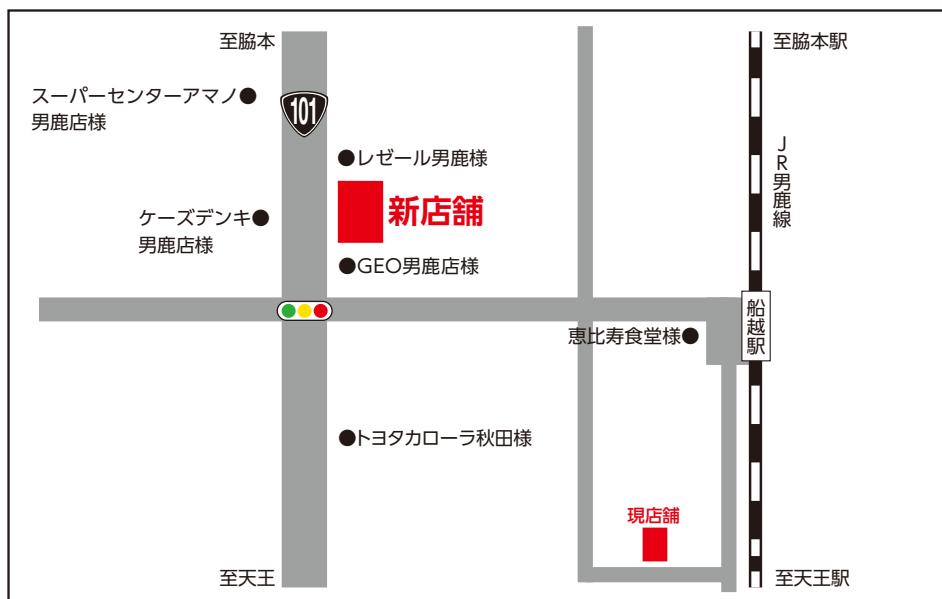 至脇本
至脇本駅
スーパーセンターアマノ●
男鹿店様
101
JR男鹿線
●レゼール男鹿様
新店舗
ケーズデンキ●
男鹿店様
●GEO男鹿店様
船越駅
恵比寿食堂様●
●トヨタカローラ秋田様
現店舗
至天王
至天王駅